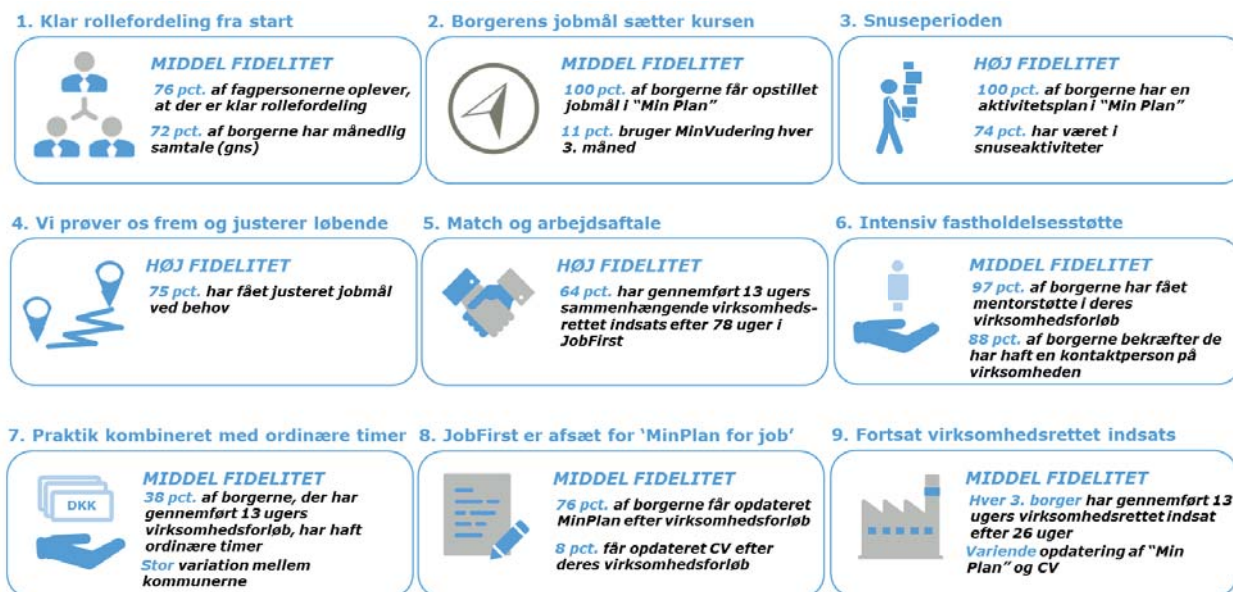 1. Klar rollefordeling fra start
MIDDEL FIDELITET
76 pct. af fagpersonerne oplever,
at der er klar rollefordeling
72 pct. af borgerne har månedlig
samtale (gns)
2. Borgerens jobmål sætter kursen
MIDDEL FIDELITET
100 pct. af borgerne får opstillet
jobmål i "Min Plan"
11 pct. bruger MinVudering hver
3. måned
3. Snuseperioden
HØJ FIDELITET
100 pct. af borgerne har en
aktivitetsplan i "Min Plan"
74 pct. har været i
snuseaktiviteter
4. Vi prøver os frem og justerer løbende
HØJ FIDELITET
75 pct. har fået justeret jobmål
ved behov
5. Match og arbejdsaftale
HØJ FIDELITET
64 pct. har gennemført 13 ugers
sammenhængende virksomheds-
rettet indsats efter 78 uger i
JobFirst
6. Intensiv fastholdelsesstøtte
MIDDEL FIDELITET
97 pct. af borgerne har fået
mentorstøtte i deres
virksomhedsforløb
88 pct. af borgerne bekræfter de
har haft en kontaktperson på
virksomheden
7. Praktik kombineret med ordinære timer
DKK
MIDDEL FIDELITET
38 pct. af borgerne, der har
gennemført 13 ugers
virksomhedsforløb, har haft
ordinære timer
Stor variation mellem
kommunerne
8. JobFirst er afsæt for 'MinPlan for job'
MIDDEL FIDELITET
76 pct. af borgerne får opdateret
MinPlan efter virksomhedsforløb
8 pct. får opdateret CV efter
deres virksomhedsforløb
9. Fortsat virksomhedsrettet indsats
MIDDEL FIDELITET
Hver 3. borger har gennemført 13
ugers virksomhedsrettet indsat
efter 26 uger
Variende opdatering af "Min
Plan" og CV